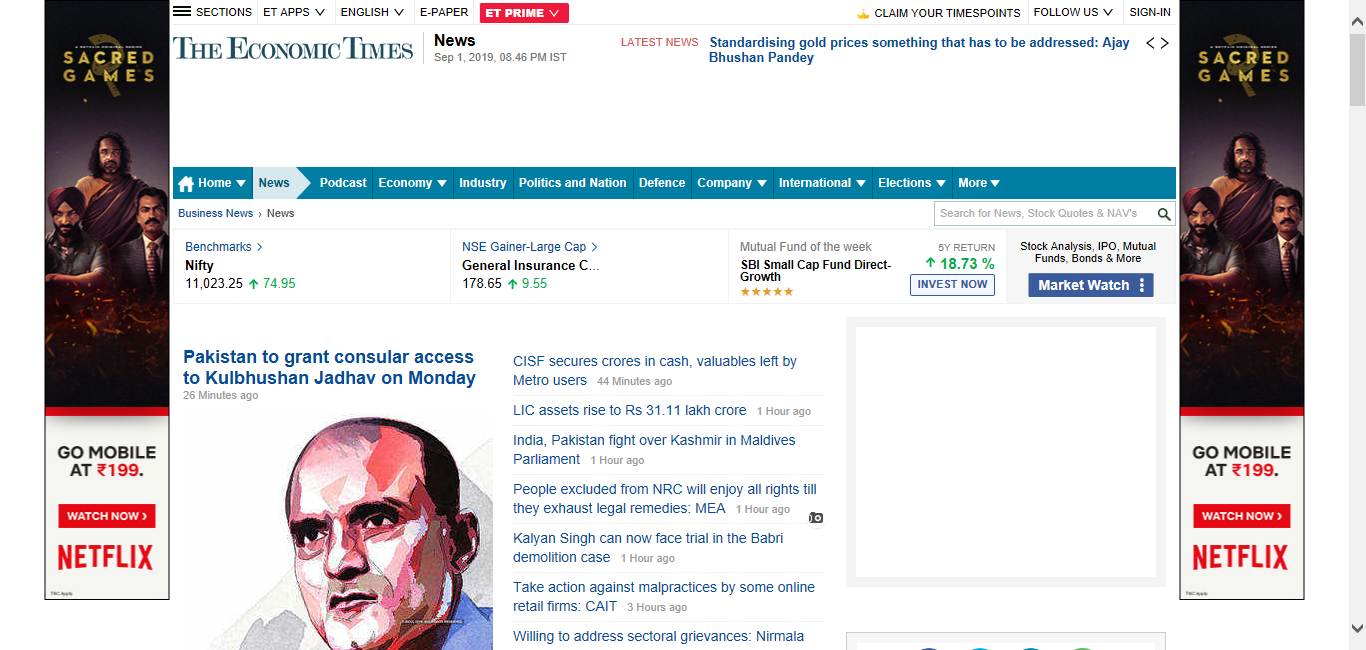 SECTIONS ET APPS ENGLISH E-PAPER ET PRIME CLAIM YOUR TIMESPOINTS FOLLOW US SIGN-IN
THE ECONOMIC TIMES
News
Sep 1, 2019, 08.46 PM IST
LATEST NEWS
Standardising gold prices something that has to be addressed: Ajay
Bhushan Pandey
Home News Podcast Economy Industry Politics and Nation Defence Company International Elections More
Business News › News
Search for News, Stock Quotes & NAV's
Benchmarks
Nifty
11,023.25 74.95
NSE Gainer-Large Cap
General Insurance C...
178.65 9.55
Mutual Fund of the week
SBI Small Cap Fund Direct-
Growth
★★★★★
5Y RETURN
18.73 %
INVEST NOW
Stock Analysis, IPO, Mutual
Funds, Bonds & More
Market Watch
Pakistan to grant consular access
to Kulbhushan Jadhav on Monday
26 Minutes ago
CISF secures crores in cash, valuables left by
Metro users 44 Minutes ago
LIC assets rise to Rs 31.11 lakh crore 1 Hour ago
India, Pakistan fight over Kashmir in Maldives
Parliament 1 Hour ago
People excluded from NRC will enjoy all rights till
they exhaust legal remedies: MEA 1 Hour ago
Kalyan Singh can now face trial in the Babri
demolition case 1 Hour ago
Take action against malpractices by some online
retail firms: CAIT 3 Hours ago
Willing to address sectoral grievances: Nirmala
A NETFLIX ORIGINAL SERIES
SACRED
GAMES
GO MOBILE
AT ₹199.
WATCH NOW
NETFLIX
T&C Apply
A NETFLIX ORIGINAL SERIES
SACRED
GAMES
GO MOBILE
AT ₹199.
WATCH NOW
NETFLIX
T&C Apply